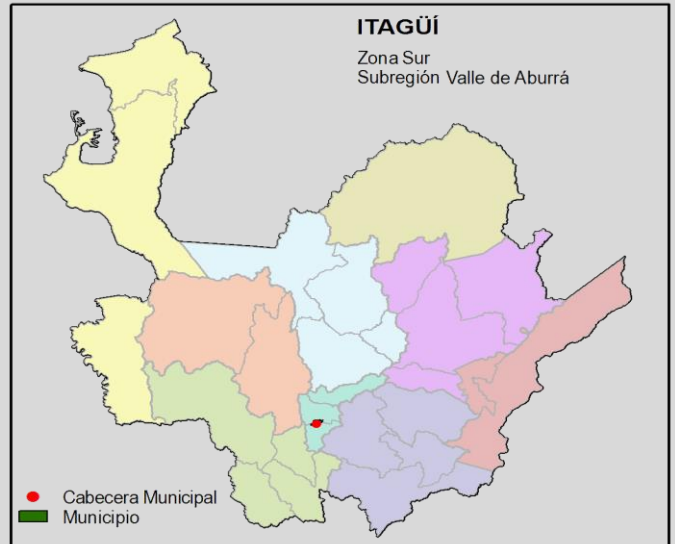 ITAGÜÍ
Zona Sur
Subregión Valle de Aburrá
Cabecera Municipal
Municipio